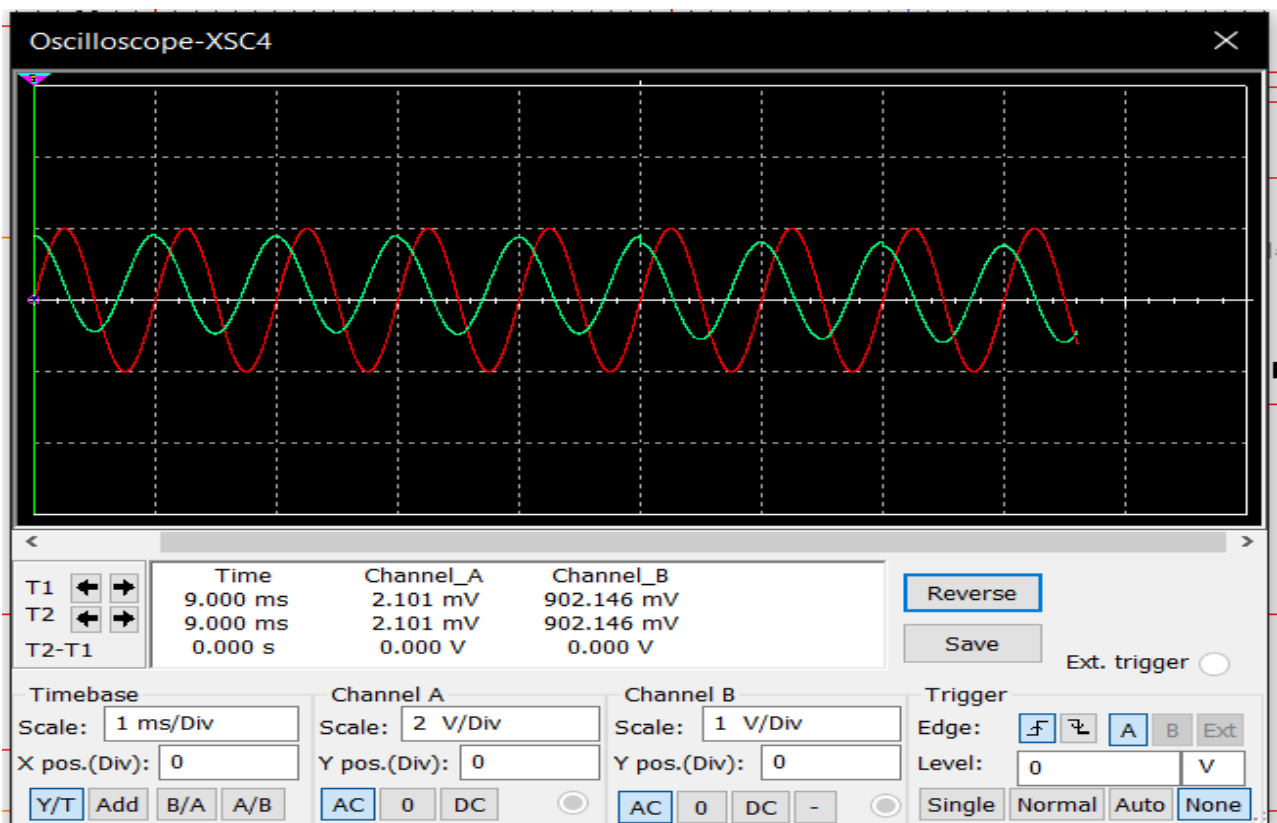 Oscilloscope-XSC4
Time Channel_A Channel_B
T1 9.000 ms 2.101 mV 902.146 mV
T2 9.000 ms 2.101 mV 902.146 mV
T2-T1 0.000 s 0.000 V 0.000 V
Reverse
Save
Ext. trigger
Timebase
Scale: 1 ms/Div
X pos.(Div): 0
Y/T Add B/A A/B
Channel A
Scale: 2 V/Div
Y pos.(Div): 0
AC 0 DC
Channel B
Scale: 1 V/Div
Y pos.(Div): 0
AC 0 DC -
Trigger
Edge: A B Ext
Level: 0 V
Single Normal Auto None